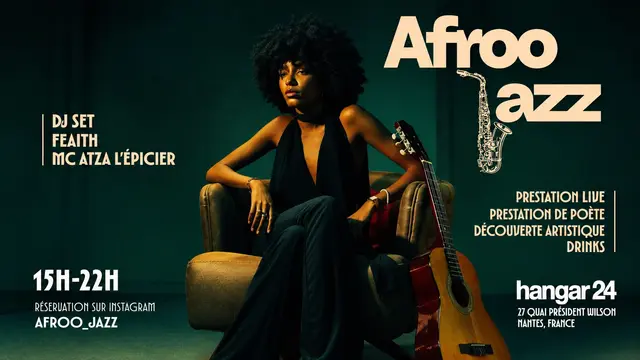 Afroo
azz
DJ SET
FEAITH
MC ATZA L'ÉPICIER
PRESTATION LIVE
PRESTATION DE POÈTE
DÉCOUVERTE ARTISTIQUE
DRINKS
15H-22H
RÉSERVATION SUR INSTAGRAM
AFROO_JAZZ
hangar24
27 QUAI PRÉSIDENT WILSON
NANTES, FRANCE